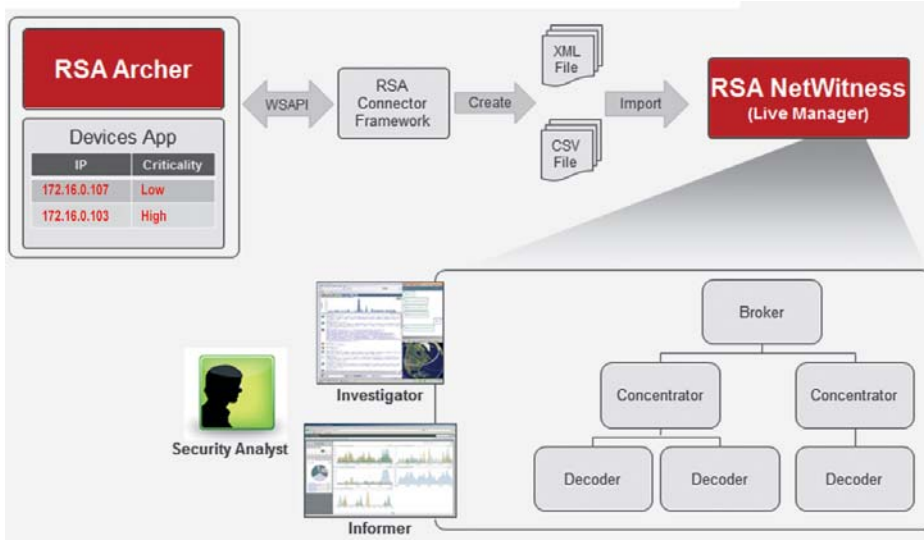 RSA Archer
Devices App
IP Criticality
172.16.0.107 Low
172.16.0.103 High
WSAPI
RSA
Connector
Framework
Create
XML
File
CSV
File
Import
RSA NetWitness
(Live Manager)
Security Analyst
Investigator
Informer
Broker
Concentrator
Concentrator
Decoder
Decoder
Decoder